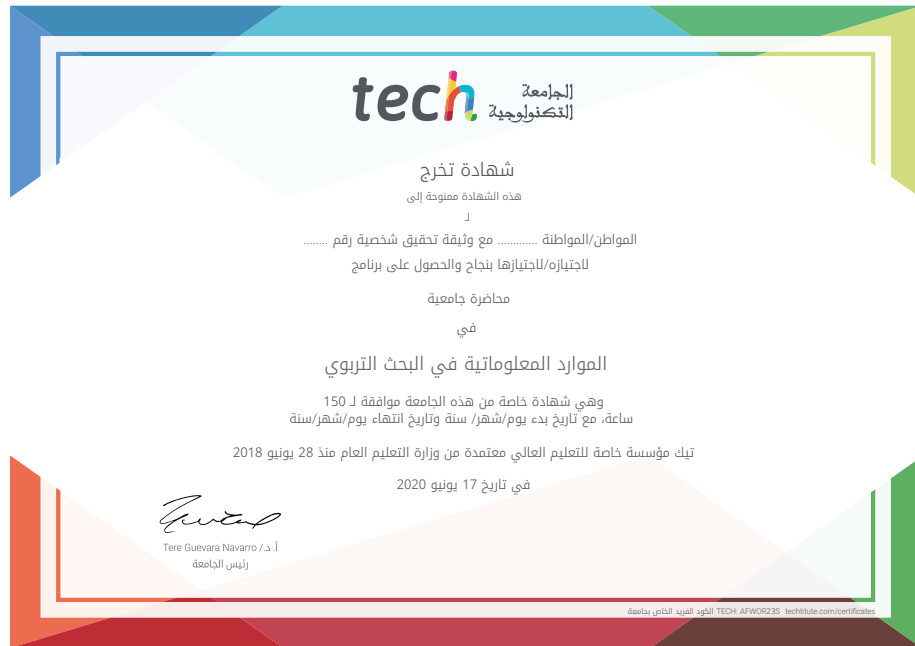 tech الجامعة
التكنولوجية
شهادة تخرج
هذه الشهادة ممنوحة إلى
لـ
المواطن/المواطنة ............ مع وثيقة تحقيق شخصية رقم ........
لاجتيازه/لاجتيازها بنجاح والحصول على برنامج
محاضرة جامعية
في
الموارد المعلوماتية في البحث التربوي
وهي شهادة خاصة من هذه الجامعة موافقة لـ 150
ساعة، مع تاريخ بدء يوم/شهر/ سنة وتاريخ انتهاء يوم/شهر/سنة
تيك مؤسسة خاصة للتعليم العالي معتمدة من وزارة التعليم العام منذ 28 يونيو 2018
في تاريخ 17 يونيو 2020
أ.د./ Tere Guevara Navarro
رئيس الجامعة
الكود الفريد الخاص بجامعة TECH: AFWOR23S techtitute.com/certificates